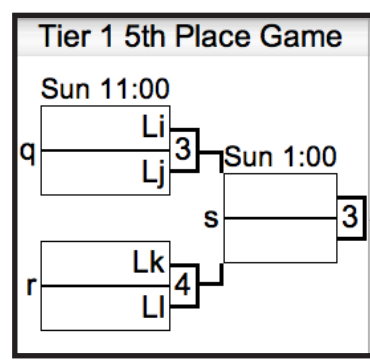 Tier 1 5th Place Game
Sun 11:00
Li
q
3
Lj
Sun 1:00
s
3
Lk
r
4
Ll